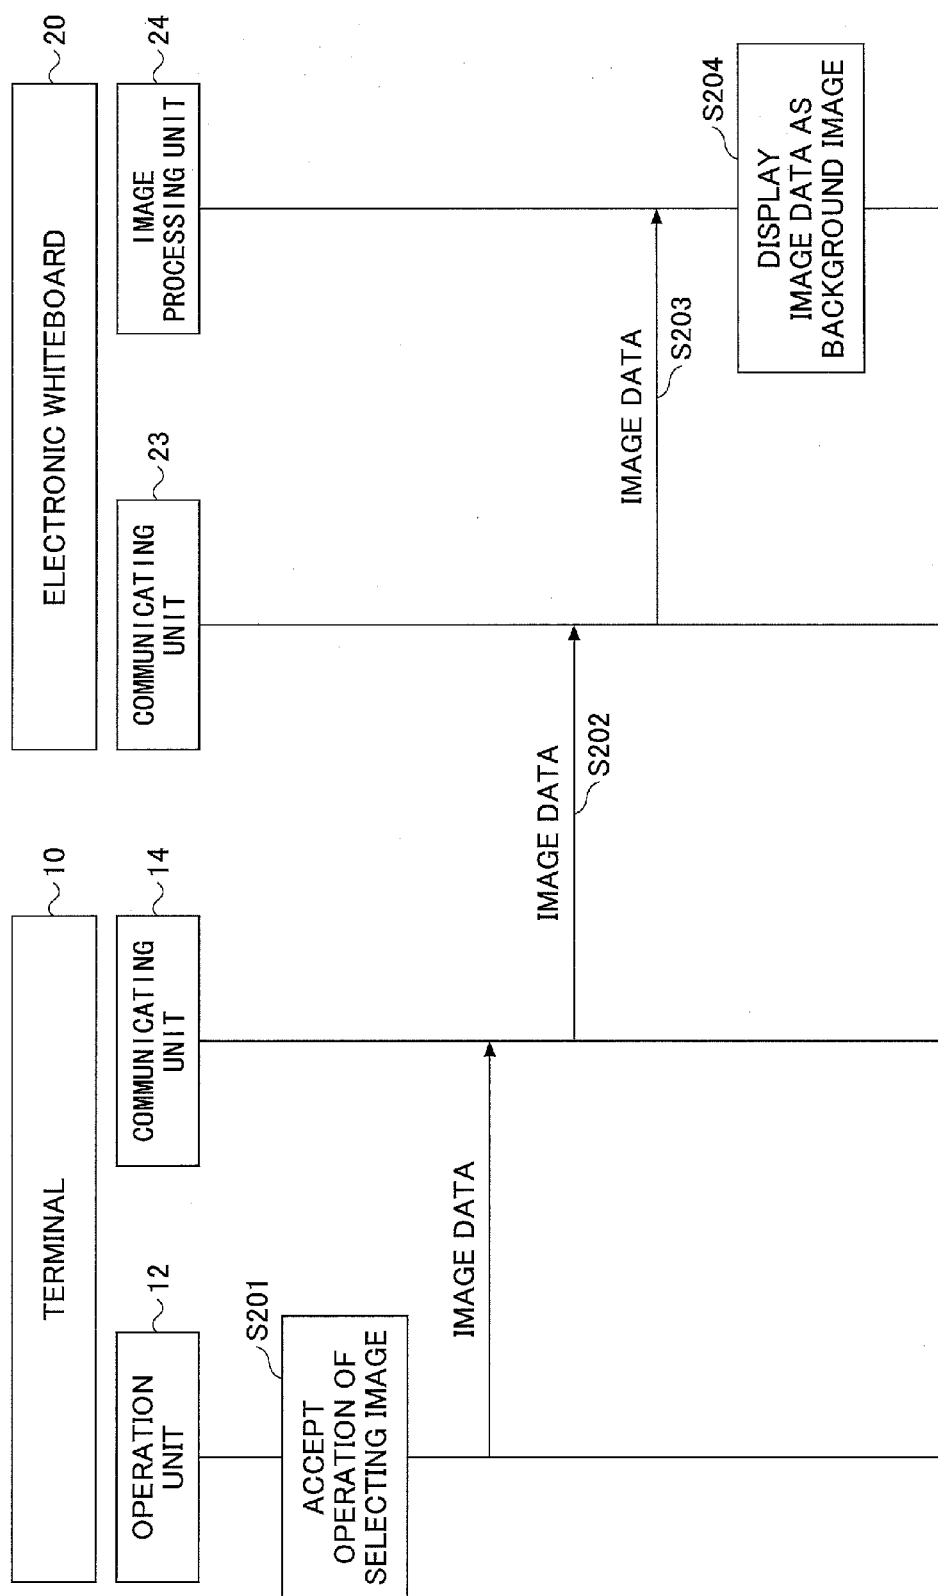 TERMINAL
10
ELECTRONIC WHITEBOARD
20
OPERATION
UNIT
12
COMMUNICATING
UNIT
14
COMMUNICATING
UNIT
23
IMAGE
PROCESSING UNIT
24
S201
ACCEPT
OPERATION OF
SELECTING IMAGE
IMAGE DATA
IMAGE DATA
S202
IMAGE DATA
S203
S204
DISPLAY
IMAGE DATA AS
BACKGROUND IMAGE